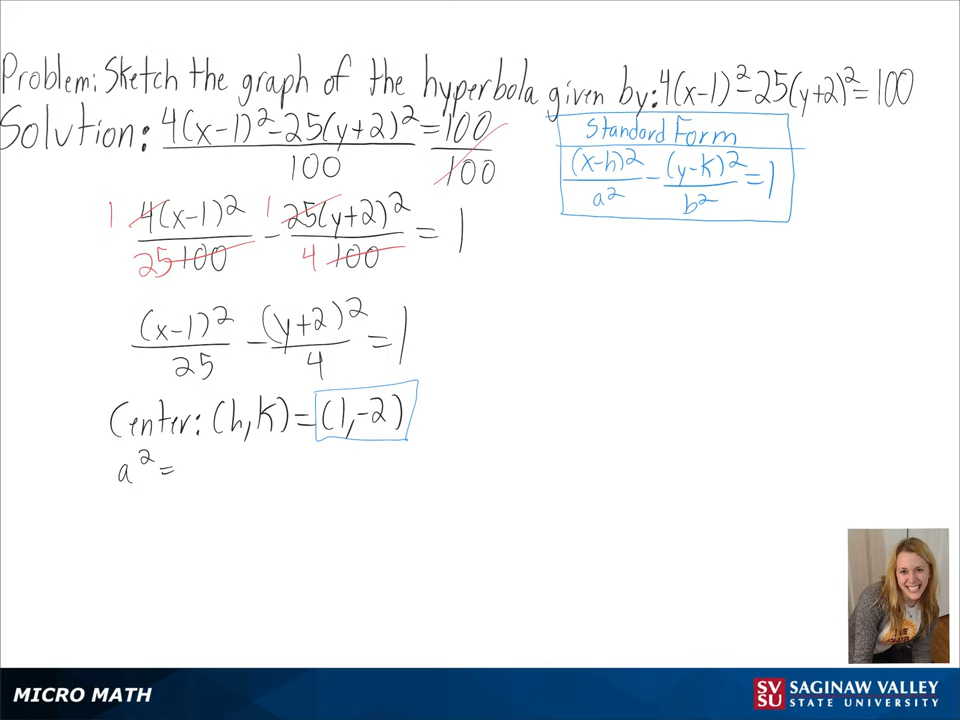 Problem: Sketch the graph of the hyperbola given by: 4(x-1)²-25(y+2)²=100
Solution: 4(x-1)²-25(y+2)²/100=100/100
Standard Form
(x-h)²/a² - (y-k)²/b² = 1
1 4(x-1)²/25 100 - 1 25(y+2)²/4 100 = 1
(x-1)²/25 - (y+2)²/4 = 1
Center: (h,k) = (1,-2)
a² =
MICRO MATH
SV SU SAGINAW VALLEY
STATE UNIVERSITY